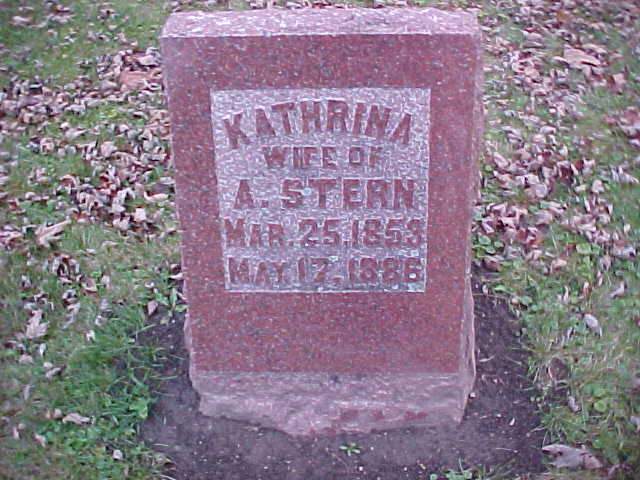 KATHRINA
WIFE OF
A. STERN
MAR. 25, 1853
MAY 17, 1886